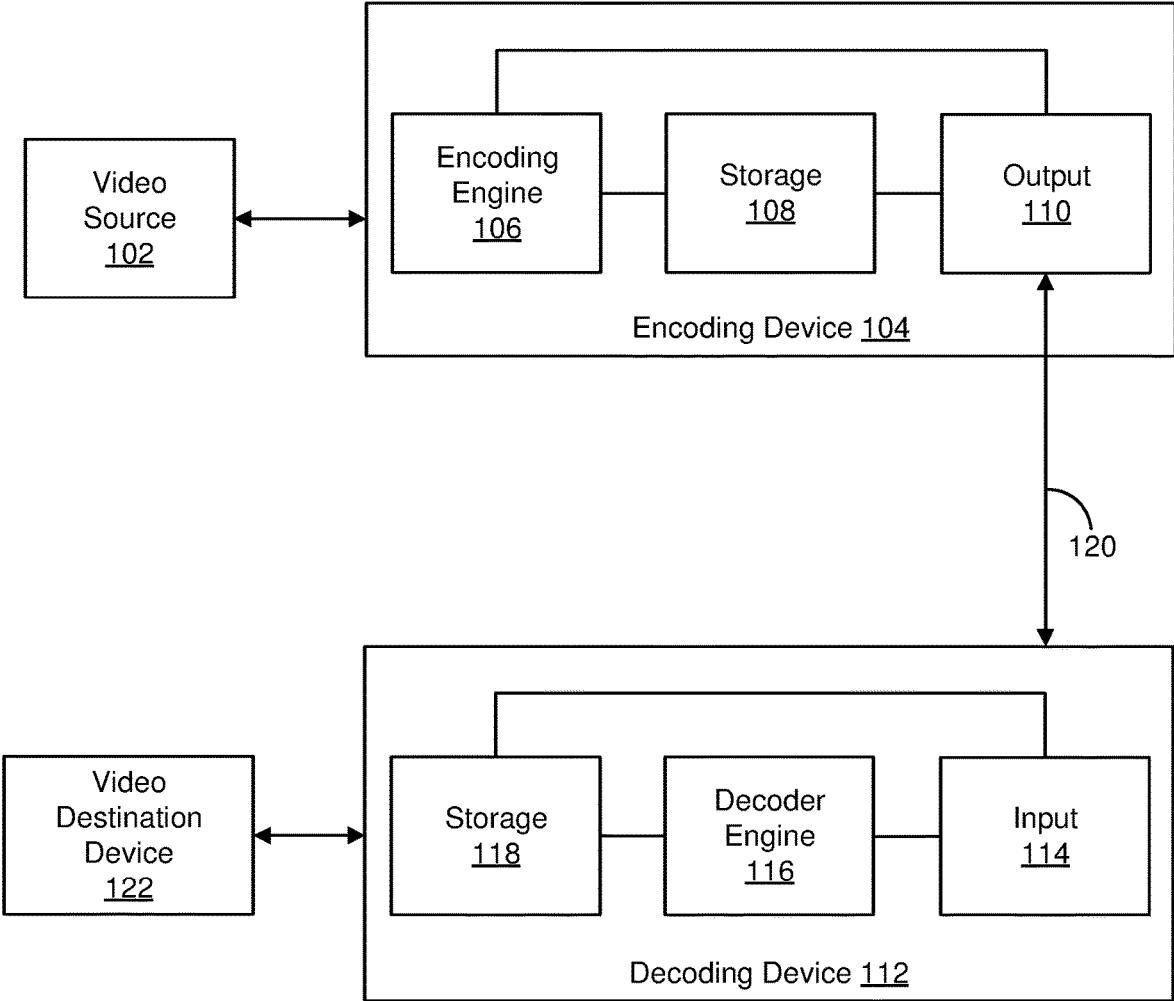 Video
Source
102
Encoding
Engine
106
Storage
108
Output
110
Encoding Device 104
120
Video
Destination
Device
122
Storage
118
Decoder
Engine
116
Input
114
Decoding Device 112